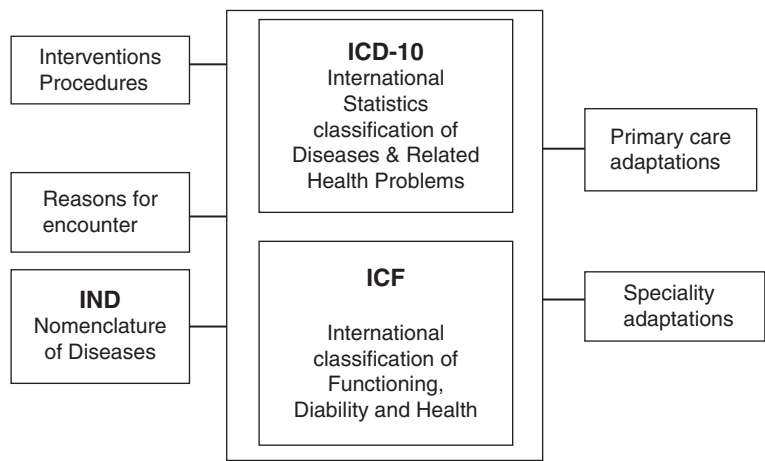 Interventions
Procedures
Reasons for
encounter
IND
Nomenclature
of Diseases
ICD-10
International
Statistics
classification of
Diseases & Related
Health Problems
ICF
International
classification of
Functioning,
Diability and Health
Primary care
adaptations
Speciality
adaptations